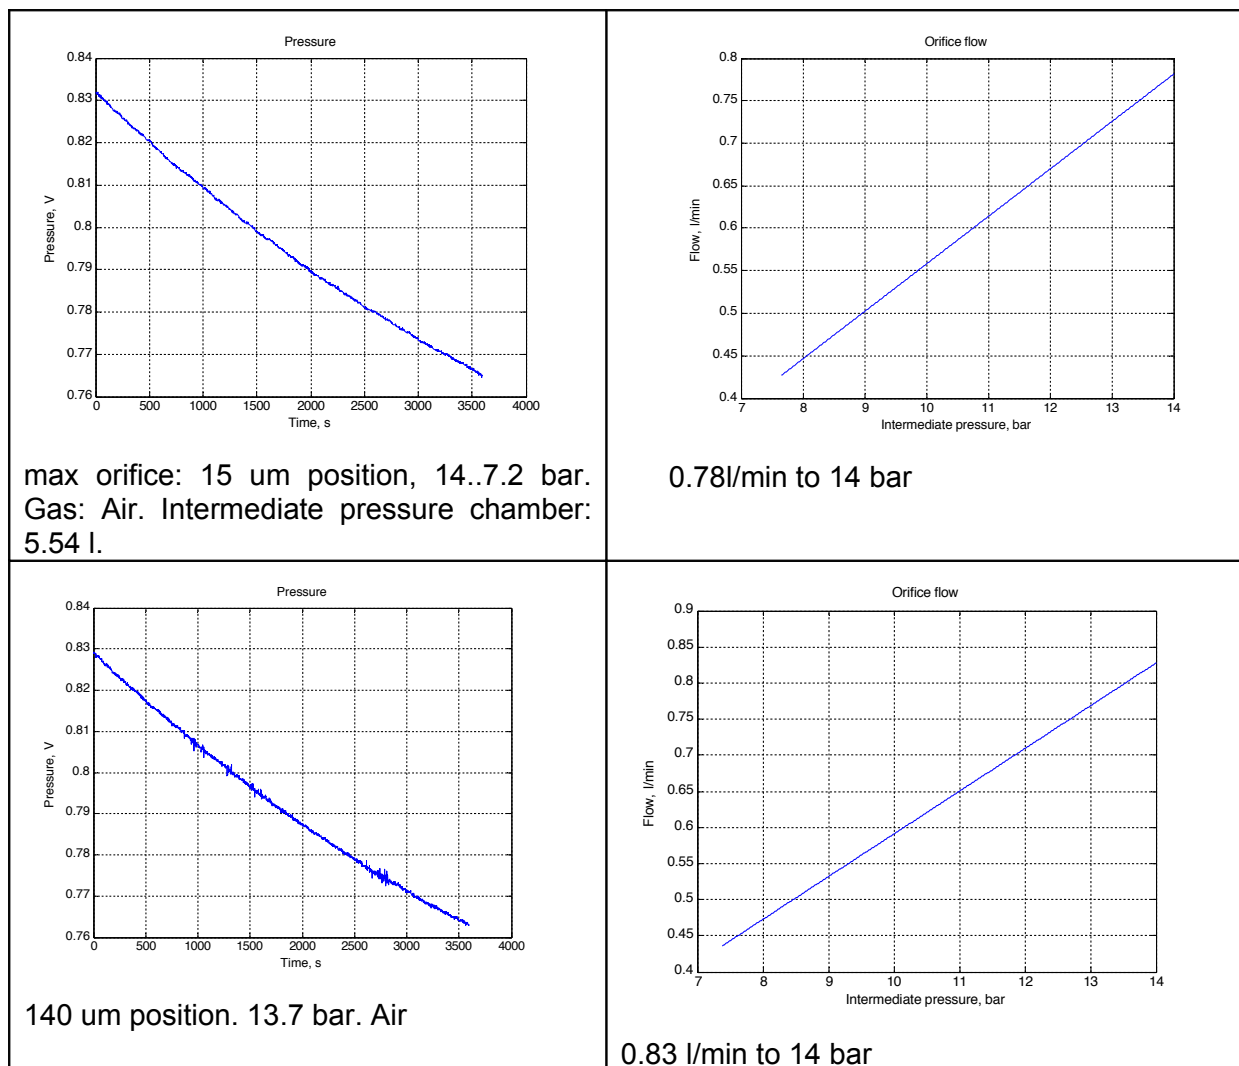 Pressure
0.84
0.83
0.82
0.81
0.8
0.79
0.78
0.77
0.76
0 500 1000 1500 2000 2500 3000 3500 4000
Pressure, V
Time, s
max orifice: 15 um position, 14..7.2 bar.
Gas: Air. Intermediate pressure chamber:
5.54 l.
Orifice flow
0.8
0.75
0.7
0.65
0.6
0.55
0.5
0.45
0.4
7 8 9 10 11 12 13 14
Flow, l/min
Intermediate pressure, bar
0.78l/min to 14 bar
Pressure
0.84
0.83
0.82
0.81
0.8
0.79
0.78
0.77
0.76
0 500 1000 1500 2000 2500 3000 3500 4000
Pressure, V
Time, s
140 um position. 13.7 bar. Air
Orifice flow
0.9
0.85
0.8
0.75
0.7
0.65
0.6
0.55
0.5
0.45
0.4
7 8 9 10 11 12 13 14
Flow, l/min
Intermediate pressure, bar
0.83 l/min to 14 bar